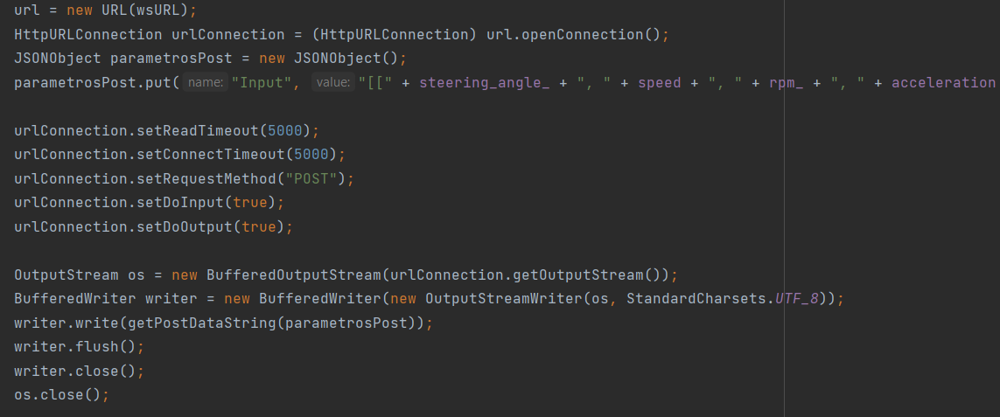 url = new URL(wsURL);
HttpURLConnection urlConnection = (HttpURLConnection) url.openConnection();
JSONObject parametrosPost = new JSONObject();
parametrosPost.put( name: "Input", value: "[[" + steering_angle_ + ", " + speed + ", " + rpm_ + ", " + acceleration
urlConnection.setReadTimeout(5000);
urlConnection.setConnectTimeout(5000);
urlConnection.setRequestMethod("POST");
urlConnection.setDoInput(true);
urlConnection.setDoOutput(true);
OutputStream os = new BufferedOutputStream(urlConnection.getOutputStream());
BufferedWriter writer = new BufferedWriter(new OutputStreamWriter(os, StandardCharsets.UTF_8));
writer.write(getPostDataString(parametrosPost));
writer.flush();
writer.close();
os.close();